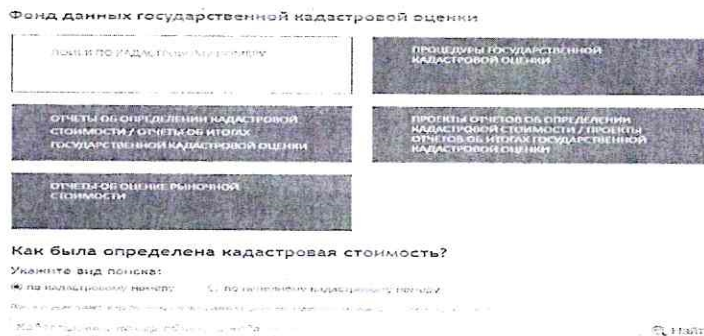 Фонд данных государственной кадастровой оценки
ПОИСК ПО КАДАСТРОВОМУ НОМЕРУ
ПРОЦЕДУРЫ ГОСУДАРСТВЕННОЙ
КАДАСТРОВОЙ ОЦЕНКИ
ОТЧЕТЫ ОБ ОПРЕДЕЛЕНИИ КАДАСТРОВОЙ
СТОИМОСТИ / ОТЧЕТЫ ОБ ИТОГАХ
ГОСУДАРСТВЕННОЙ КАДАСТРОВОЙ ОЦЕНКИ
ПРОЕКТЫ ОТЧЕТОВ ОБ ОПРЕДЕЛЕНИИ
КАДАСТРОВОЙ СТОИМОСТИ / ПРОЕКТЫ
ОТЧЕТОВ ОБ ИТОГАХ ГОСУДАРСТВЕННОЙ
КАДАСТРОВОЙ ОЦЕНКИ
ОТЧЕТЫ ОБ ОЦЕНКЕ РЫНОЧНОЙ
СТОИМОСТИ
Как была определена кадастровая стоимость?
Укажите вид поиска:
по кадастровому номеру по неполному кадастровому номеру
Найт